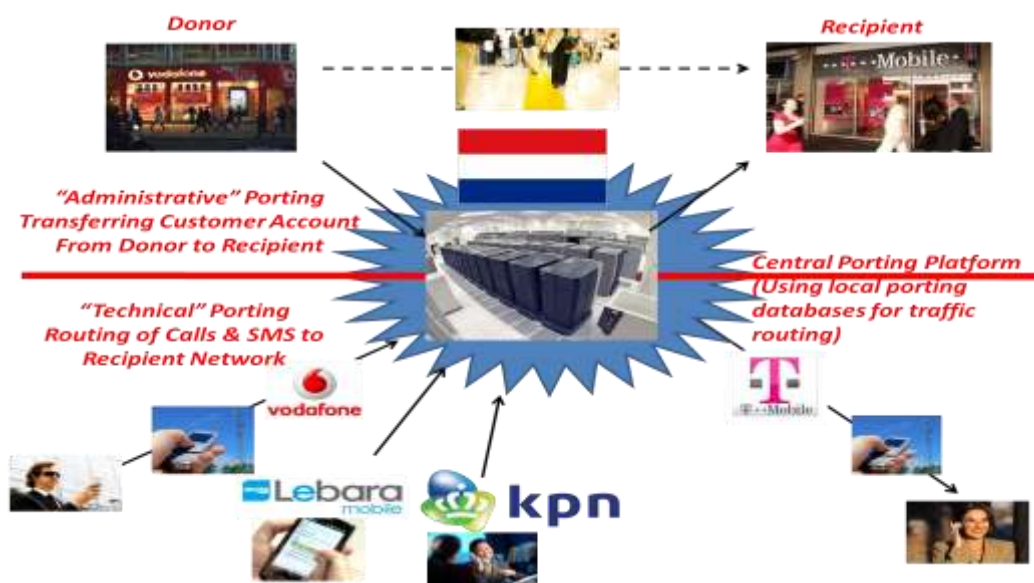 Donor
Recipient
vodafone
T··Mobile·
“Administrative” Porting
Transferring Customer Account
From Donor to Recipient
Central Porting Platform
(Using local porting
databases for traffic
routing)
“Technical” Porting
Routing of Calls & SMS to
Recipient Network
vodafone
T··Mobile·
Lebara
mobile
kpn